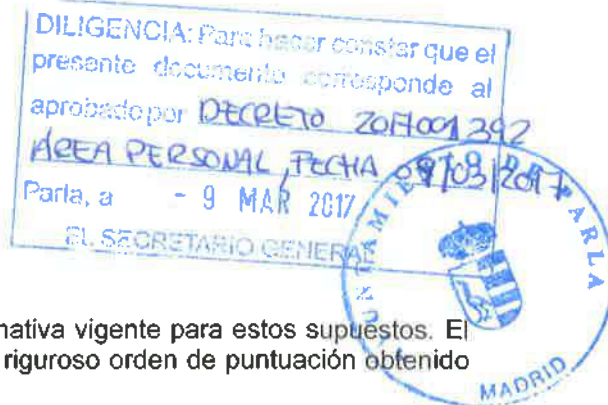 DILIGENCIA: Para hacer constar que el
presente documento corresponde al
aprobado por DECRETO 2017001392
AREA PERSONAL, FECHA 09/03/2017
Parla, a - 9 MAR 2017
EL SECRETARIO GENERAL
AYUNTAMIENTO PARLA
MADRID
mativa vigente para estos supuestos. El
riguroso orden de puntuación obtenido